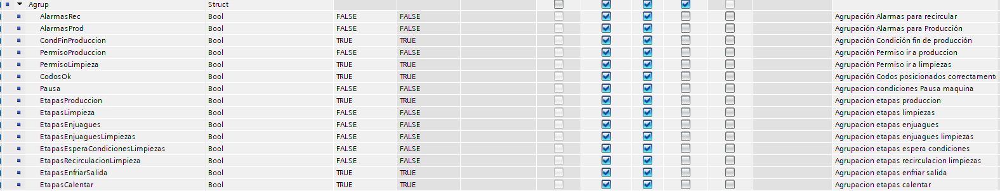 Agrup Struct
AlarmasRec Bool FALSE FALSE Agrupación Alarmas para recircular
AlarmasProd Bool FALSE FALSE Agrupación Alarmas para Producción
CondFinProduccion Bool TRUE TRUE Agrupación Condición fin de producción
PermisoProduccion Bool FALSE FALSE Agrupación Permiso ir a produccion
PermisoLimpieza Bool TRUE TRUE Agrupación Permiso ir a limpiezas
CodosOk Bool TRUE TRUE Agrupación Codos posicionados correctamente
Pausa Bool FALSE FALSE Agrupacion condiciones Pausa maquina
EtapasProduccion Bool TRUE TRUE Agrupacion etapas produccion
EtapasLimpieza Bool FALSE FALSE Agrupacion etapas limpiezas
EtapasEnjuagues Bool FALSE FALSE Agrupacion etapas enjuagues
EtapasEnjuaguesLimpiezas Bool FALSE FALSE Agrupacion etapas enjuagues limpiezas
EtapasEsperaCondicionesLimpiezas Bool FALSE FALSE Agrupacion etapas espera condiciones
EtapasRecirculacionLimpieza Bool FALSE FALSE Agrupacion etapas recirculacion limpiezas
EtapasEnfriarSalida Bool TRUE TRUE Agrupacion etapas enfriar salida
EtapasCalentar Bool TRUE TRUE Agrupacion etapas calentar